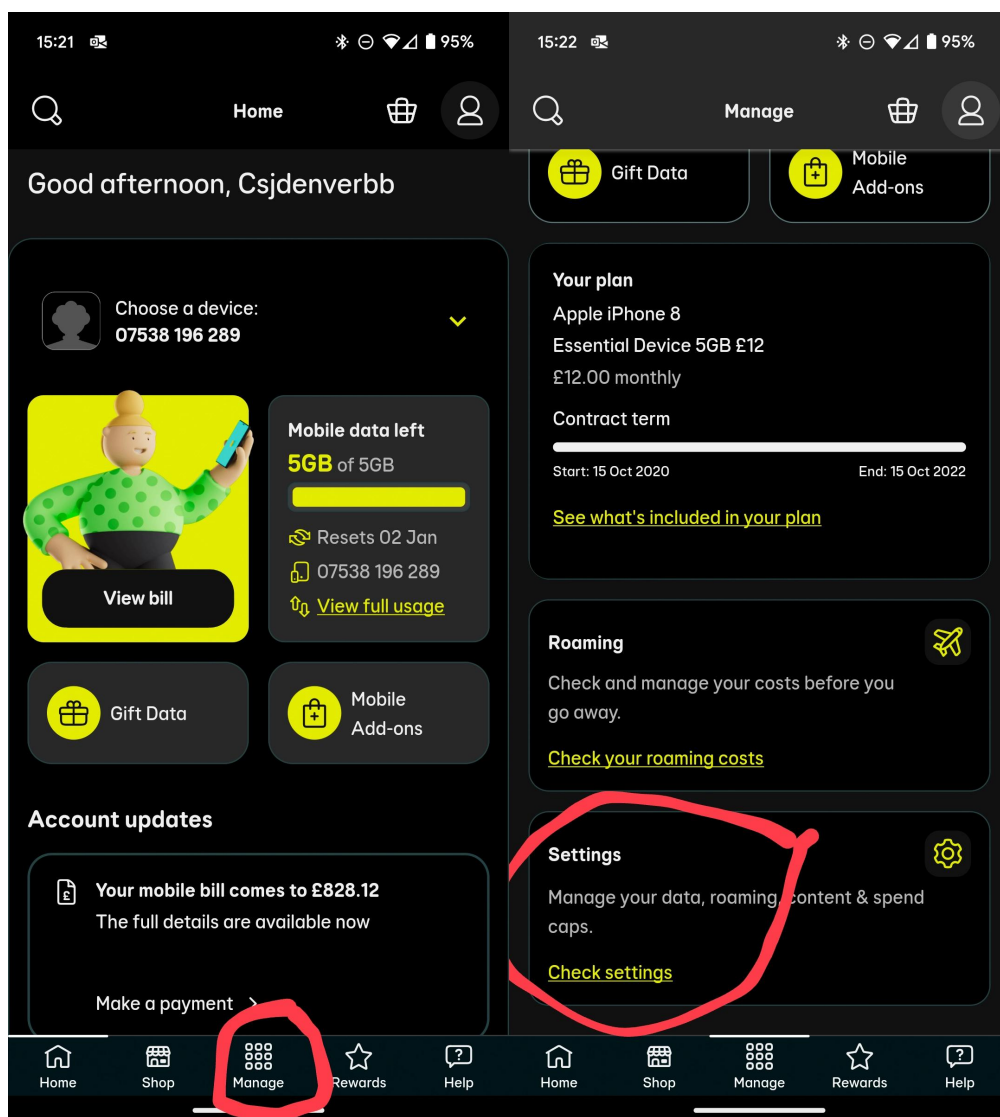 15:21
95%
Home
Good afternoon, Csjdenverbb
Choose a device:
07538 196 289
View bill
Mobile data left
5GB of 5GB
Resets 02 Jan
07538 196 289
View full usage
Gift Data
Mobile
Add-ons
Account updates
£
Your mobile bill comes to £828.12
The full details are available now
Make a payment
Home
Shop
Manage
Rewards
? Help
15:22
95%
Manage
Gift Data
Mobile
Add-ons
Your plan
Apple iPhone 8
Essential Device 5GB £12
£12.00 monthly
Contract term
Start: 15 Oct 2020
End: 15 Oct 2022
See what's included in your plan
Roaming
Check and manage your costs before you
go away.
Check your roaming costs
Settings
Manage your data, roaming, content & spend
caps.
Check settings
Home
Shop
Manage
Rewards
? Help